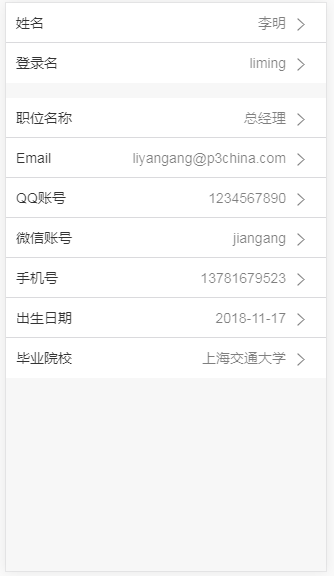 姓名 李明
登录名 liming
职位名称 总经理
Email liyangang@p3china.com
QQ账号 1234567890
微信账号 jiangang
手机号 13781679523
出生日期 2018-11-17
毕业院校 上海交通大学